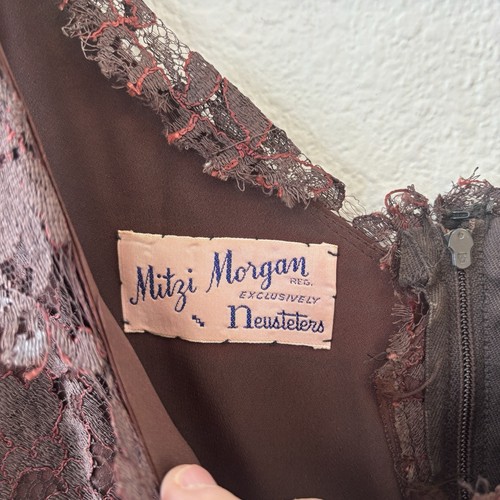 Mitzi Morgan
REG.
EXCLUSIVELY
Neusteters